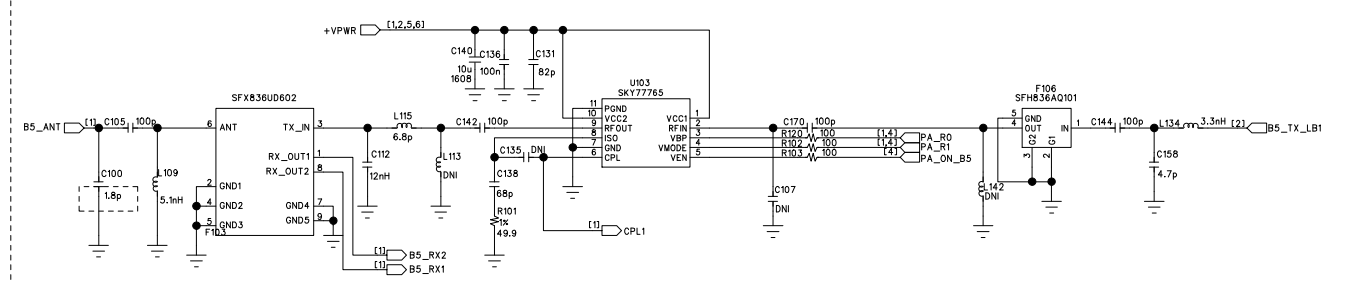 +VPWR [1,2,5,6]
C140
10u
1608
C136
100n
C131
82p
U103
SKY77765
11 PGND
10 VCC2
9 RFOUT
8 ISO
7 GND
6 CPL
VCC1 1
RFIN 2
VBP 3
VMODE 4
VEN 5
SFX836UD602
B5_ANT [1]
C105 100p
6 ANT
TX_IN 3
RX_OUT1 1
RX_OUT2 8
2 GND1
4 GND2
5 GND3
GND4 7
GND5 9
F103
C100
1.8p
L109
5.1nH
L115
6.8p
C112
12nH
L113
DNI
C142 100p
C135 DNI
C138
68p
R101
1%
49.9
[1] CPL1
[1] B5_RX2
[1] B5_RX1
C170 100p
R120 100 [1,4] PA_R0
R102 100 [1,4] PA_R1
R103 100 [4] PA_ON_B5
C107
DNI
L142
DNI
F106
SFH836AQ101
5 GND
4 OUT
IN 1
G2
G1
3
2
C144 100p
L134 3.3nH [2] B5_TX_LB1
C158
4.7p